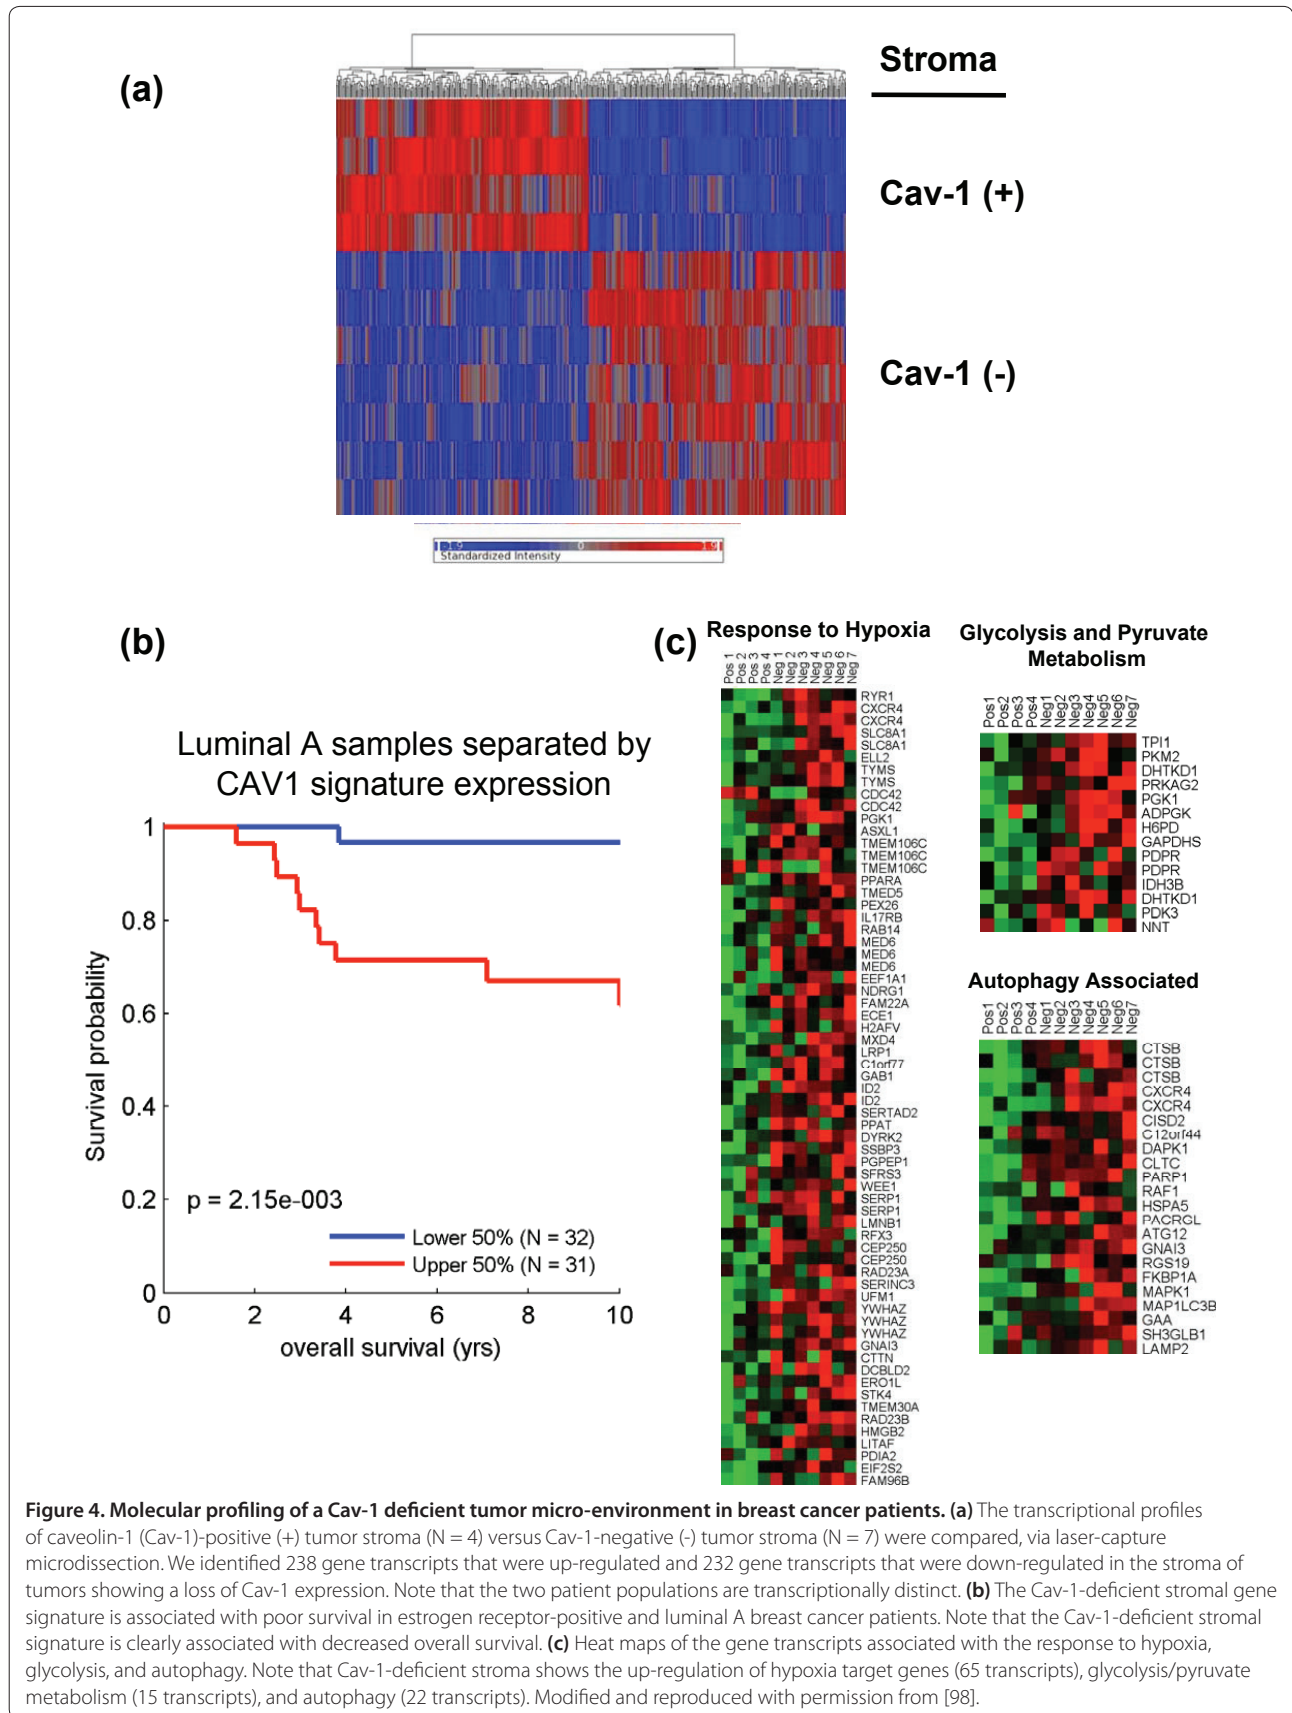 (a)
Stroma
Cav-1 (+)
Cav-1 (-)
-1.9 0 1.9
Standardized Intensity
(b)
Luminal A samples separated by
CAV1 signature expression
Survival probability
1
0.8
0.6
0.4
0.2
0
p = 2.15e-003
Lower 50% (N = 32)
Upper 50% (N = 31)
0 2 4 6 8 10
overall survival (yrs)
(c)
Response to Hypoxia
Pos 1
Pos 2
Pos 3
Pos 4
Neg 1
Neg 2
Neg 3
Neg 4
Neg 5
Neg 6
Neg 7
RYR1
CXCR4
CXCR4
SLC8A1
SLC8A1
ELL2
TYMS
TYMS
CDC42
CDC42
PGK1
ASXL1
TMEM106C
TMEM106C
TMEM106C
PPARA
TMED5
PEX26
IL17RB
RAB14
MED6
MED6
MED6
EEF1A1
NDRG1
FAM22A
ECE1
H2AFV
MXD4
LRP1
C1orf77
GAB1
ID2
ID2
SERTAD2
PPAT
DYRK2
SSBP3
PGPEP1
SFRS3
WEE1
SERP1
SERP1
LMNB1
RFX3
CEP250
CEP250
RAD23A
SERINC3
UFM1
YWHAZ
YWHAZ
YWHAZ
GNAI3
CTTN
DCBLD2
ERO1L
STK4
TMEM30A
RAD23B
HMGB2
LITAF
PDIA2
EIF2S2
FAM96B
Glycolysis and Pyruvate
Metabolism
Pos1
Pos2
Pos3
Pos4
Neg1
Neg2
Neg3
Neg4
Neg5
Neg6
Neg7
TPI1
PKM2
DHTKD1
PRKAG2
PGK1
ADPGK
H6PD
GAPDHS
PDPR
PDPR
IDH3B
DHTKD1
PDK3
NNT
Autophagy Associated
Pos1
Pos2
Pos3
Pos4
Neg1
Neg2
Neg3
Neg4
Neg5
Neg6
Neg7
CTSB
CTSB
CTSB
CXCR4
CXCR4
CISD2
C12orf44
DAPK1
CLTC
PARP1
RAF1
HSPA5
PACRGL
ATG12
GNAI3
RGS19
FKBP1A
MAPK1
MAP1LC3B
GAA
SH3GLB1
LAMP2
Figure 4. Molecular profiling of a Cav-1 deficient tumor micro-environment in breast cancer patients. (a) The transcriptional profiles
of caveolin-1 (Cav-1)-positive (+) tumor stroma (N = 4) versus Cav-1-negative (-) tumor stroma (N = 7) were compared, via laser-capture
microdissection. We identified 238 gene transcripts that were up-regulated and 232 gene transcripts that were down-regulated in the stroma of
tumors showing a loss of Cav-1 expression. Note that the two patient populations are transcriptionally distinct. (b) The Cav-1-deficient stromal gene
signature is associated with poor survival in estrogen receptor-positive and luminal A breast cancer patients. Note that the Cav-1-deficient stromal
signature is clearly associated with decreased overall survival. (c) Heat maps of the gene transcripts associated with the response to hypoxia,
glycolysis, and autophagy. Note that Cav-1-deficient stroma shows the up-regulation of hypoxia target genes (65 transcripts), glycolysis/pyruvate
metabolism (15 transcripts), and autophagy (22 transcripts). Modified and reproduced with permission from [98].